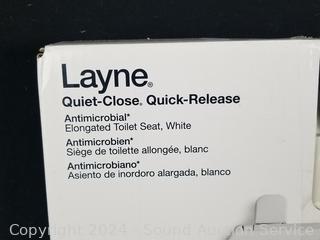 Layne®
Quiet-Close® Quick-Release
Antimicrobial*
Elongated Toilet Seat, White
Antimicrobien*
Siège de toilette allongée, blanc
Antimicrobiano*
Asiento de inordoro alargada, blanco
Copyright 2024 - Sound Auction Service